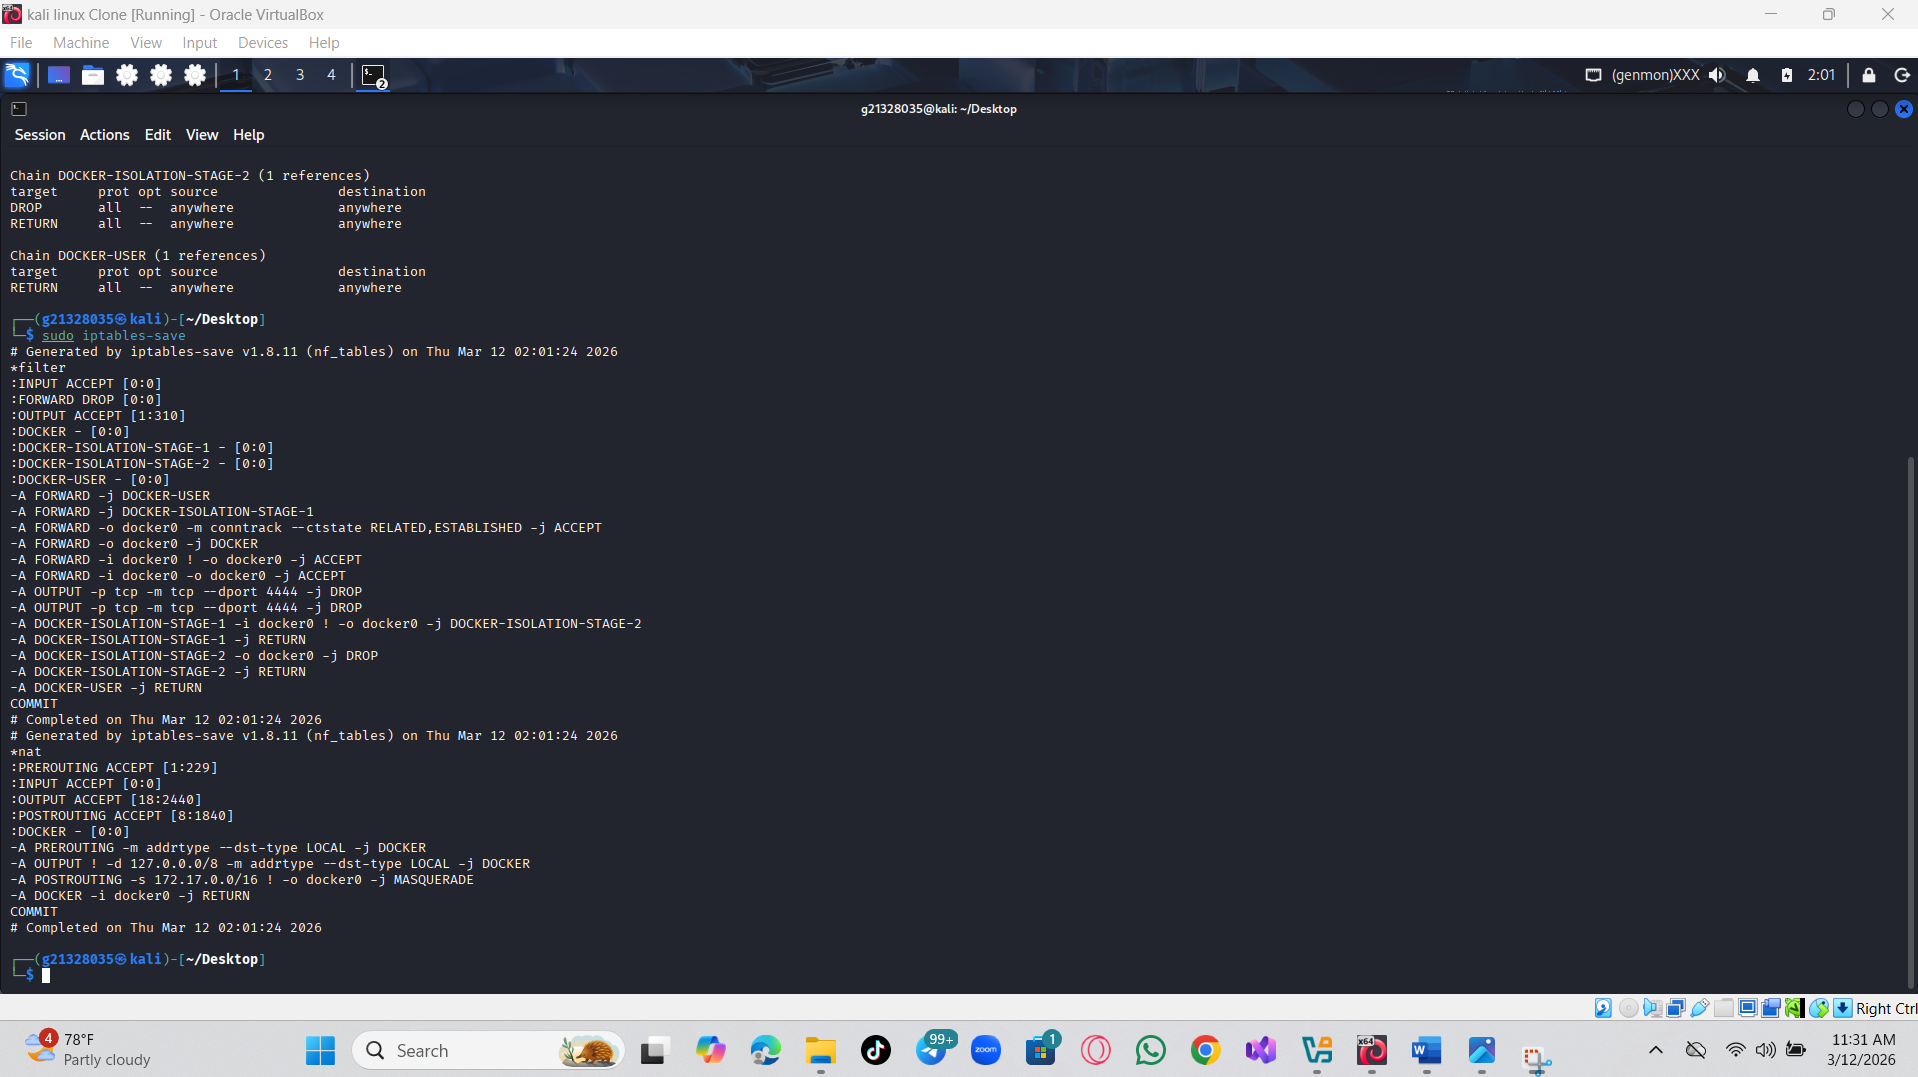 kali linux Clone [Running] - Oracle VirtualBox
File Machine View Input Devices Help
1 2 3 4 2 (genmon)XXX 2:01
g21328035@kali: ~/Desktop
Session Actions Edit View Help
Chain DOCKER-ISOLATION-STAGE-2 (1 references)
target prot opt source destination
DROP all -- anywhere anywhere
RETURN all -- anywhere anywhere
Chain DOCKER-USER (1 references)
target prot opt source destination
RETURN all -- anywhere anywhere
┌──(g21328035㉿kali)-[~/Desktop]
└─$ sudo iptables-save
# Generated by iptables-save v1.8.11 (nf_tables) on Thu Mar 12 02:01:24 2026
*filter
:INPUT ACCEPT [0:0]
:FORWARD DROP [0:0]
:OUTPUT ACCEPT [1:310]
:DOCKER - [0:0]
:DOCKER-ISOLATION-STAGE-1 - [0:0]
:DOCKER-ISOLATION-STAGE-2 - [0:0]
:DOCKER-USER - [0:0]
-A FORWARD -j DOCKER-USER
-A FORWARD -j DOCKER-ISOLATION-STAGE-1
-A FORWARD -o docker0 -m conntrack --ctstate RELATED,ESTABLISHED -j ACCEPT
-A FORWARD -o docker0 -j DOCKER
-A FORWARD -i docker0 ! -o docker0 -j ACCEPT
-A FORWARD -i docker0 -o docker0 -j ACCEPT
-A OUTPUT -p tcp -m tcp --dport 4444 -j DROP
-A OUTPUT -p tcp -m tcp --dport 4444 -j DROP
-A DOCKER-ISOLATION-STAGE-1 -i docker0 ! -o docker0 -j DOCKER-ISOLATION-STAGE-2
-A DOCKER-ISOLATION-STAGE-1 -j RETURN
-A DOCKER-ISOLATION-STAGE-2 -o docker0 -j DROP
-A DOCKER-ISOLATION-STAGE-2 -j RETURN
-A DOCKER-USER -j RETURN
COMMIT
# Completed on Thu Mar 12 02:01:24 2026
# Generated by iptables-save v1.8.11 (nf_tables) on Thu Mar 12 02:01:24 2026
*nat
:PREROUTING ACCEPT [1:229]
:INPUT ACCEPT [0:0]
:OUTPUT ACCEPT [18:2440]
:POSTROUTING ACCEPT [8:1840]
:DOCKER - [0:0]
-A PREROUTING -m addrtype --dst-type LOCAL -j DOCKER
-A OUTPUT ! -d 127.0.0.0/8 -m addrtype --dst-type LOCAL -j DOCKER
-A POSTROUTING -s 172.17.0.0/16 ! -o docker0 -j MASQUERADE
-A DOCKER -i docker0 -j RETURN
COMMIT
# Completed on Thu Mar 12 02:01:24 2026
┌──(g21328035㉿kali)-[~/Desktop]
└─$
Right Ctrl
4 78°F
Partly cloudy
Search
99+ zoom 1 x64 W
11:31 AM
3/12/2026